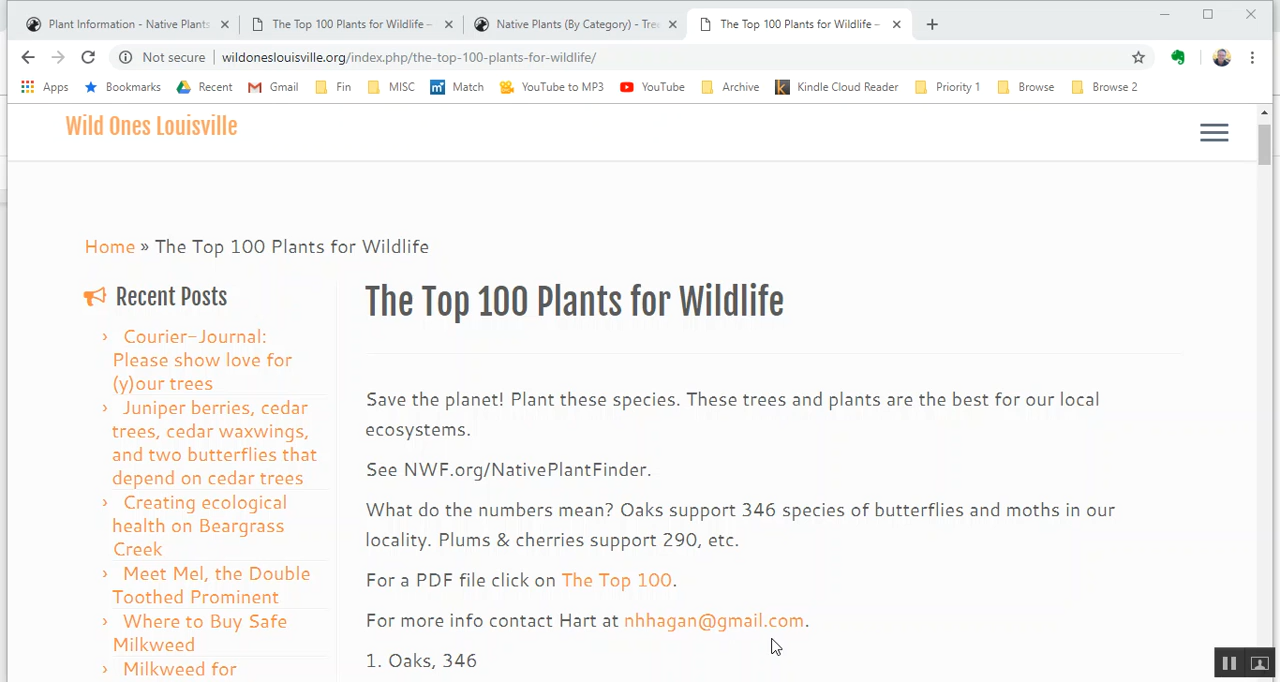 Plant Information - Native Plants
The Top 100 Plants for Wildlife –
Native Plants (By Category) - Tree
The Top 100 Plants for Wildlife –
Not secure
wildoneslouisville.org/index.php/the-top-100-plants-for-wildlife/
Apps
Bookmarks
Recent
Gmail
Fin
MISC
Match
YouTube to MP3
YouTube
Archive
Kindle Cloud Reader
Priority 1
Browse
Browse 2
Wild Ones Louisville
Home » The Top 100 Plants for Wildlife
Recent Posts
Courier-Journal:
Please show love for
(y)our trees
Juniper berries, cedar
trees, cedar waxwings,
and two butterflies that
depend on cedar trees
Creating ecological
health on Beargrass
Creek
Meet Mel, the Double
Toothed Prominent
Where to Buy Safe
Milkweed
Milkweed for
The Top 100 Plants for Wildlife
Save the planet! Plant these species. These trees and plants are the best for our local
ecosystems.
See NWF.org/NativePlantFinder.
What do the numbers mean? Oaks support 346 species of butterflies and moths in our
locality. Plums & cherries support 290, etc.
For a PDF file click on The Top 100.
For more info contact Hart at nhhagan@gmail.com.
1. Oaks, 346